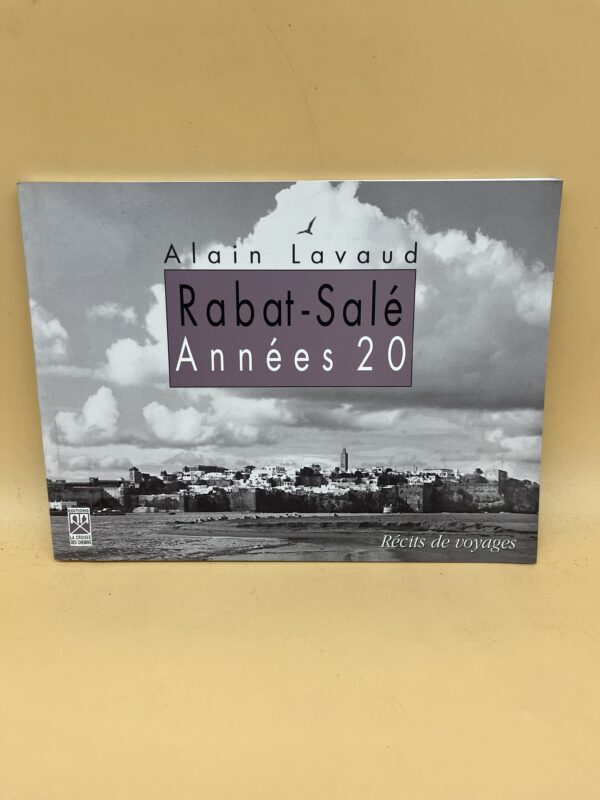 Alain Lavaud
Rabat-Salé
Années 20
EDITIONS
LA CROISEE
DES CHEMINS
Récits de voyages